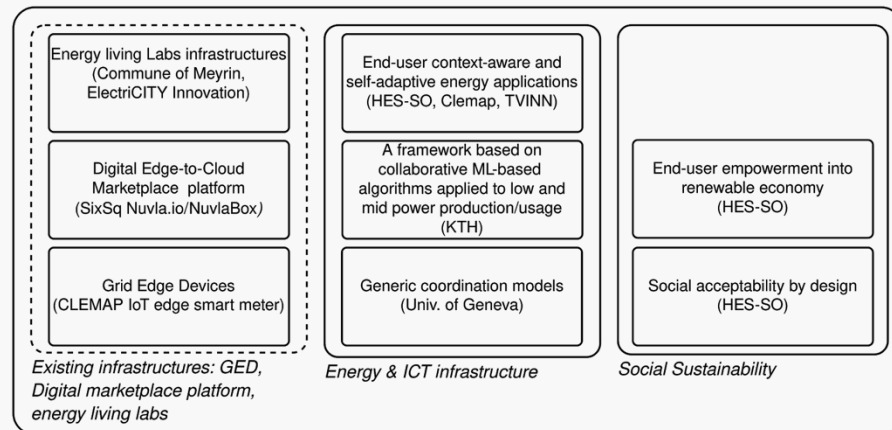 Energy living Labs infrastructures
(Commune of Meyrin,
ElectriCITY Innovation)
Digital Edge-to-Cloud
Marketplace platform
(SixSq Nuvla.io/NuvlaBox)
Grid Edge Devices
(CLEMAP IoT edge smart meter)
Existing infrastructures: GED,
Digital marketplace platform,
energy living labs
End-user context-aware and
self-adaptive energy applications
(HES-SO, Clemap, TVINN)
A framework based on
collaborative ML-based
algorithms applied to low and
mid power production/usage
(KTH)
Generic coordination models
(Univ. of Geneva)
Energy & ICT infrastructure
End-user empowerment into
renewable economy
(HES-SO)
Social acceptability by design
(HES-SO)
Social Sustainability